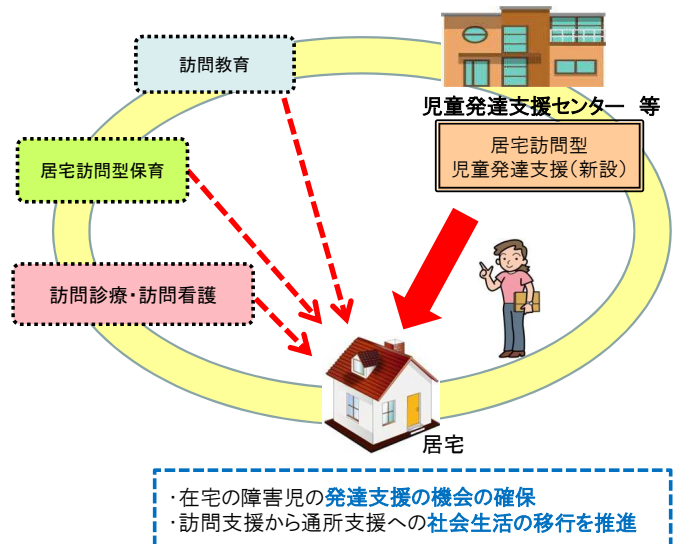 訪問教育
児童発達支援センター 等
居宅訪問型
児童発達支援(新設)
居宅訪問型保育
訪問診療・訪問看護
居宅
・在宅の障害児の発達支援の機会の確保
・訪問支援から通所支援への社会生活の移行を推進